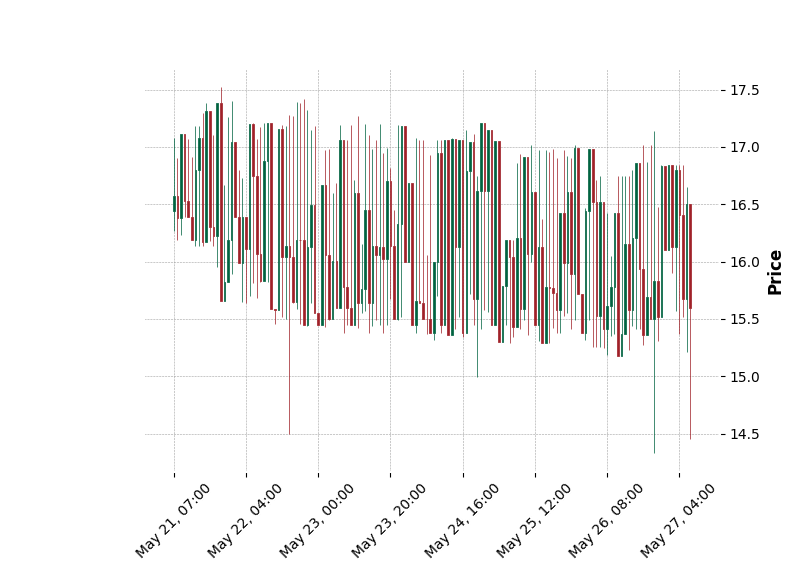 17.5
17.0
16.5
16.0
15.5
15.0
14.5
Price
May 21, 07:00
May 22, 04:00
May 23, 00:00
May 23, 20:00
May 24, 16:00
May 25, 12:00
May 26, 08:00
May 27, 04:00